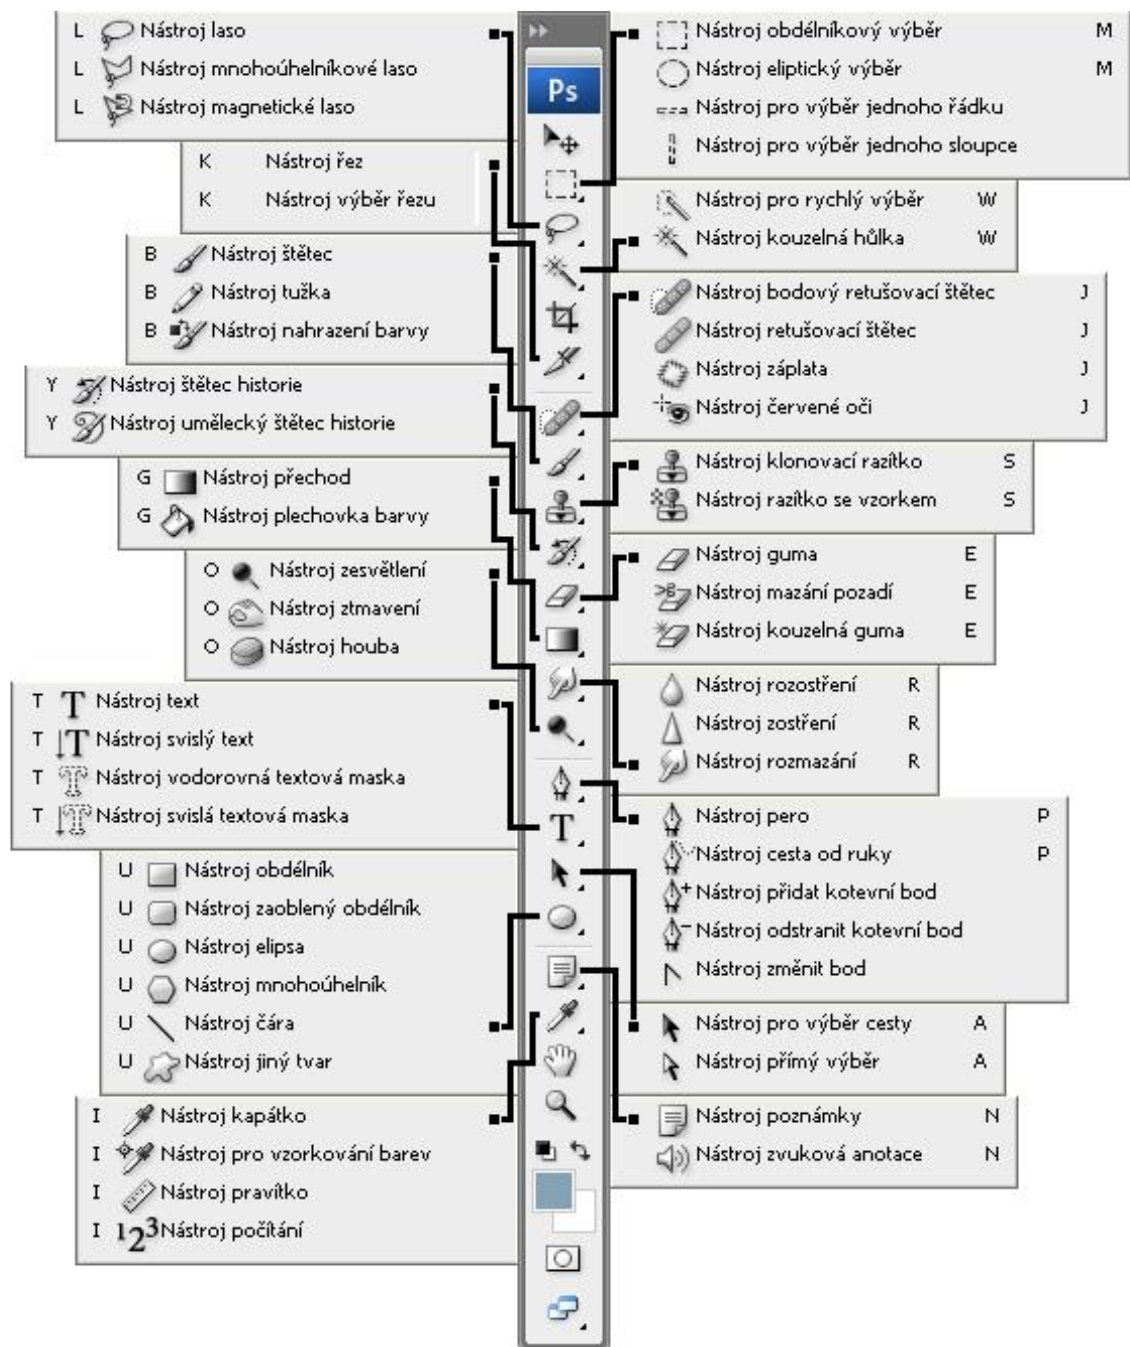 L Nástroj laso
L Nástroj mnohoúhelníkové laso
L Nástroj magnetické laso
K Nástroj řez
K Nástroj výběr řezu
B Nástroj štětec
B Nástroj tužka
B Nástroj nahrazení barvy
Y Nástroj štětec historie
Y Nástroj umělecký štětec historie
G Nástroj přechod
G Nástroj plechovka barvy
O Nástroj zesvětlení
O Nástroj ztmavení
O Nástroj houba
T T Nástroj text
T T Nástroj svislý text
T T Nástroj vodorovná textová maska
T T Nástroj svislá textová maska
U Nástroj obdélník
U Nástroj zaoblený obdélník
U Nástroj elipsa
U Nástroj mnohoúhelník
U Nástroj čára
U Nástroj jiný tvar
I Nástroj kapátko
I Nástroj pro vzorkování barev
I Nástroj pravítko
I 123 Nástroj počítání
Ps
T
Nástroj obdélníkový výběr M
Nástroj eliptický výběr M
Nástroj pro výběr jednoho řádku
Nástroj pro výběr jednoho sloupce
Nástroj pro rychlý výběr W
Nástroj kouzelná hůlka W
Nástroj bodový retušovací štětec J
Nástroj retušovací štětec J
Nástroj záplata J
Nástroj červené oči J
Nástroj klonovací razítko S
Nástroj razítko se vzorkem S
Nástroj guma E
Nástroj mazání pozadí E
Nástroj kouzelná guma E
Nástroj rozostření R
Nástroj zostření R
Nástroj rozmazání R
Nástroj pero P
Nástroj cesta od ruky P
Nástroj přidat kotevní bod
Nástroj odstranit kotevní bod
Nástroj změnit bod
Nástroj pro výběr cesty A
Nástroj přímý výběr A
Nástroj poznámky N
Nástroj zvuková anotace N